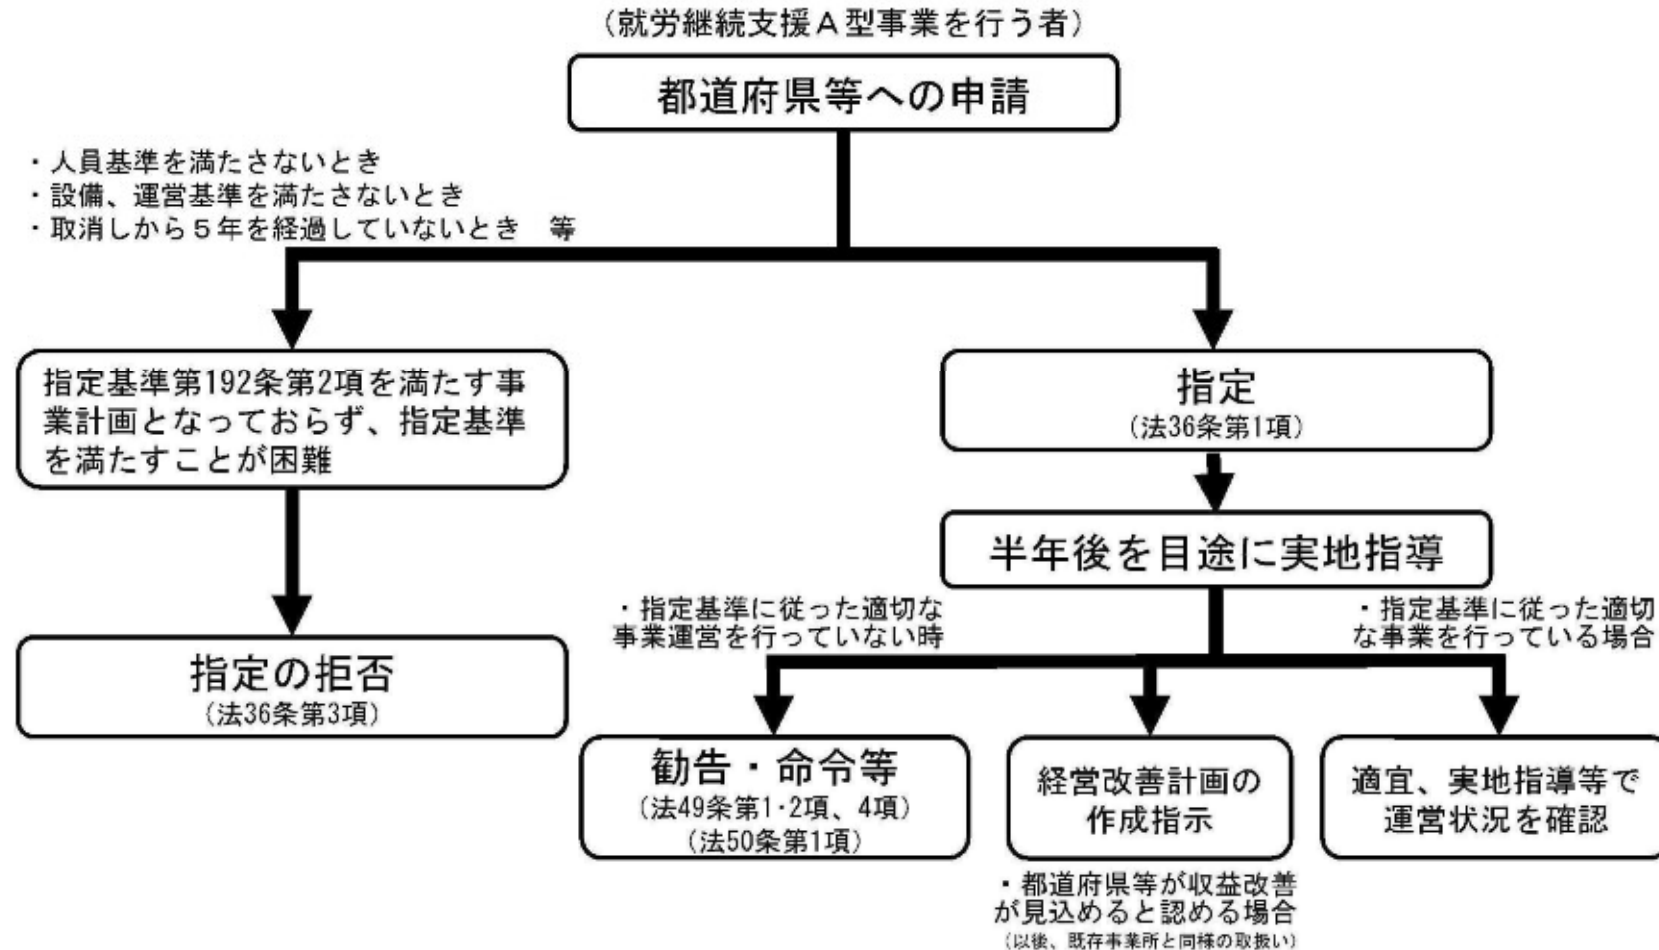 （就労継続支援Ａ型事業を行う者）
都道府県等への申請
・人員基準を満たさないとき
・設備、運営基準を満たさないとき
・取消しから５年を経過していないとき　等
指定基準第192条第2項を満たす事
業計画となっておらず、指定基準
を満たすことが困難
指定の拒否
（法36条第3項）
指定
（法36条第1項）
半年後を目途に実地指導
・指定基準に従った適切な
事業運営を行っていない時
・指定基準に従った適切
な事業を行っている場合
勧告・命令等
（法49条第1･2項、4項）
（法50条第1項）
経営改善計画の
作成指示
・都道府県等が収益改善
が見込めると認める場合
（以後、既存事業所と同様の取扱い）
適宜、実地指導等で
運営状況を確認